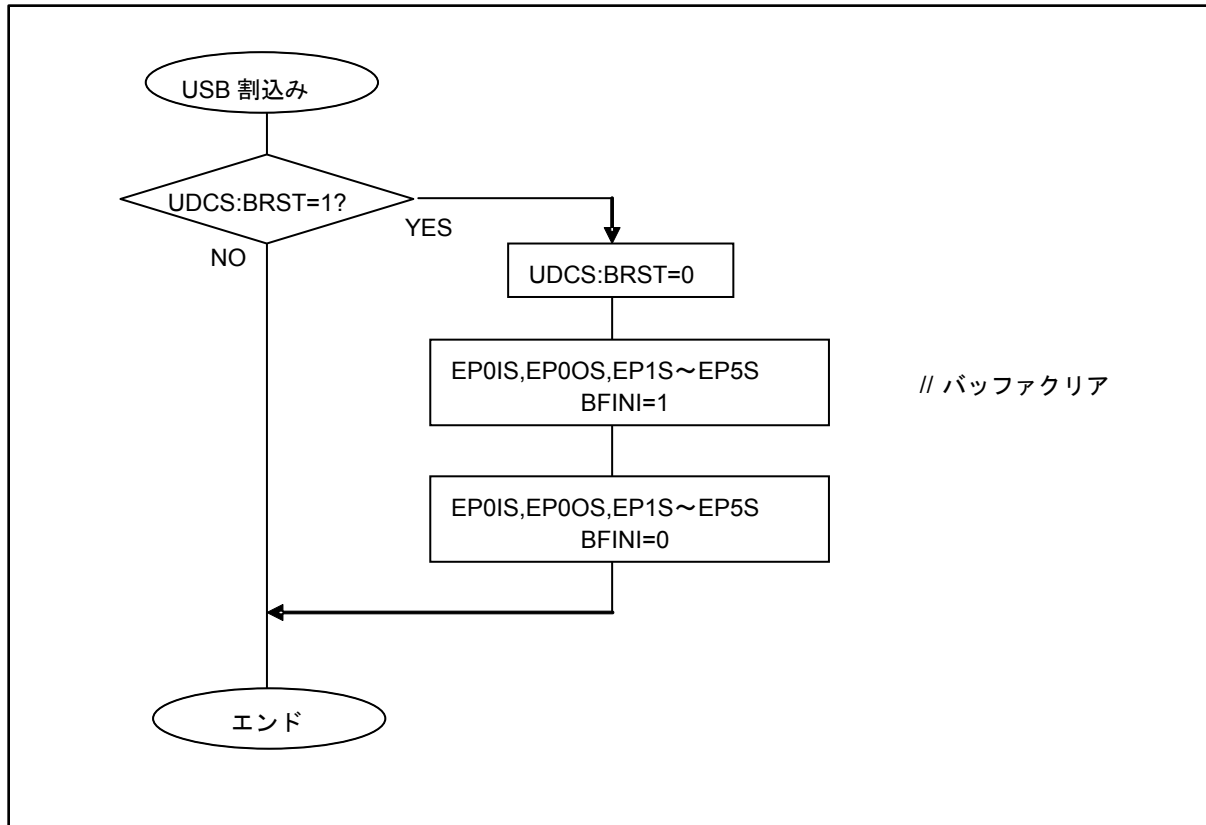 USB 割込み
UDCS:BRST=1?
YES
NO
UDCS:BRST=0
EP0IS,EP0OS,EP1S～EP5S
BFINI=1
// バッファクリア
EP0IS,EP0OS,EP1S～EP5S
BFINI=0
エンド